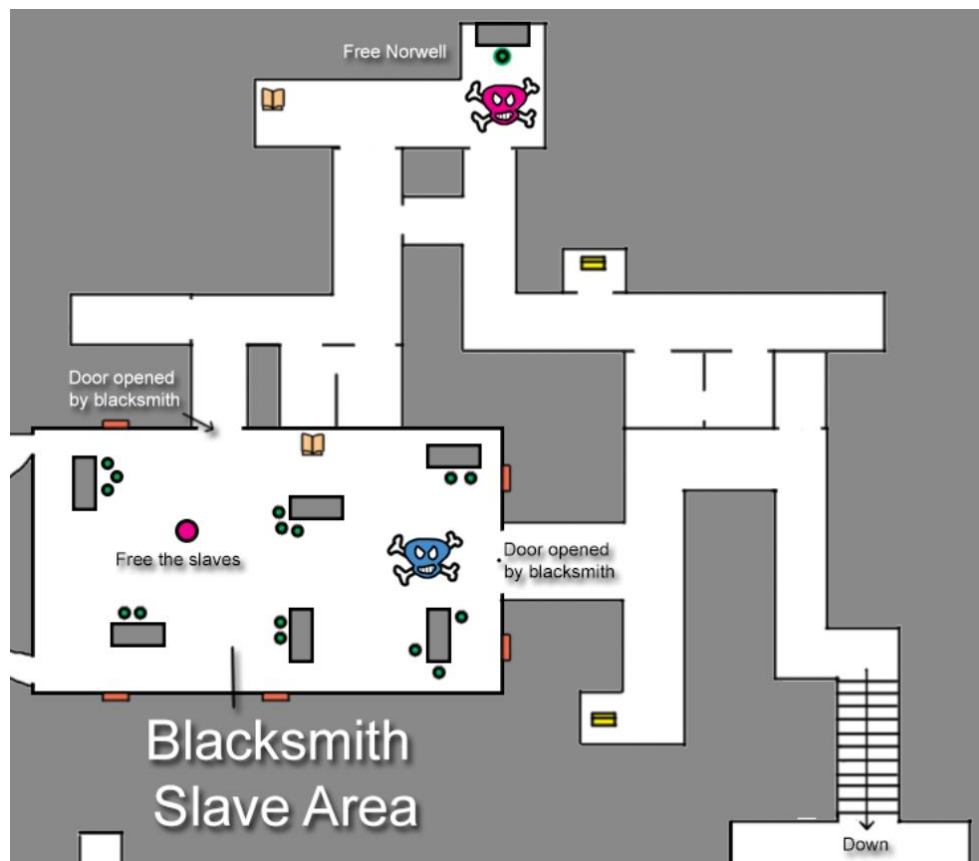 Free Norwell
Door opened
by blacksmith
Free the slaves
Door opened
by blacksmith
Blacksmith
Slave Area
Down